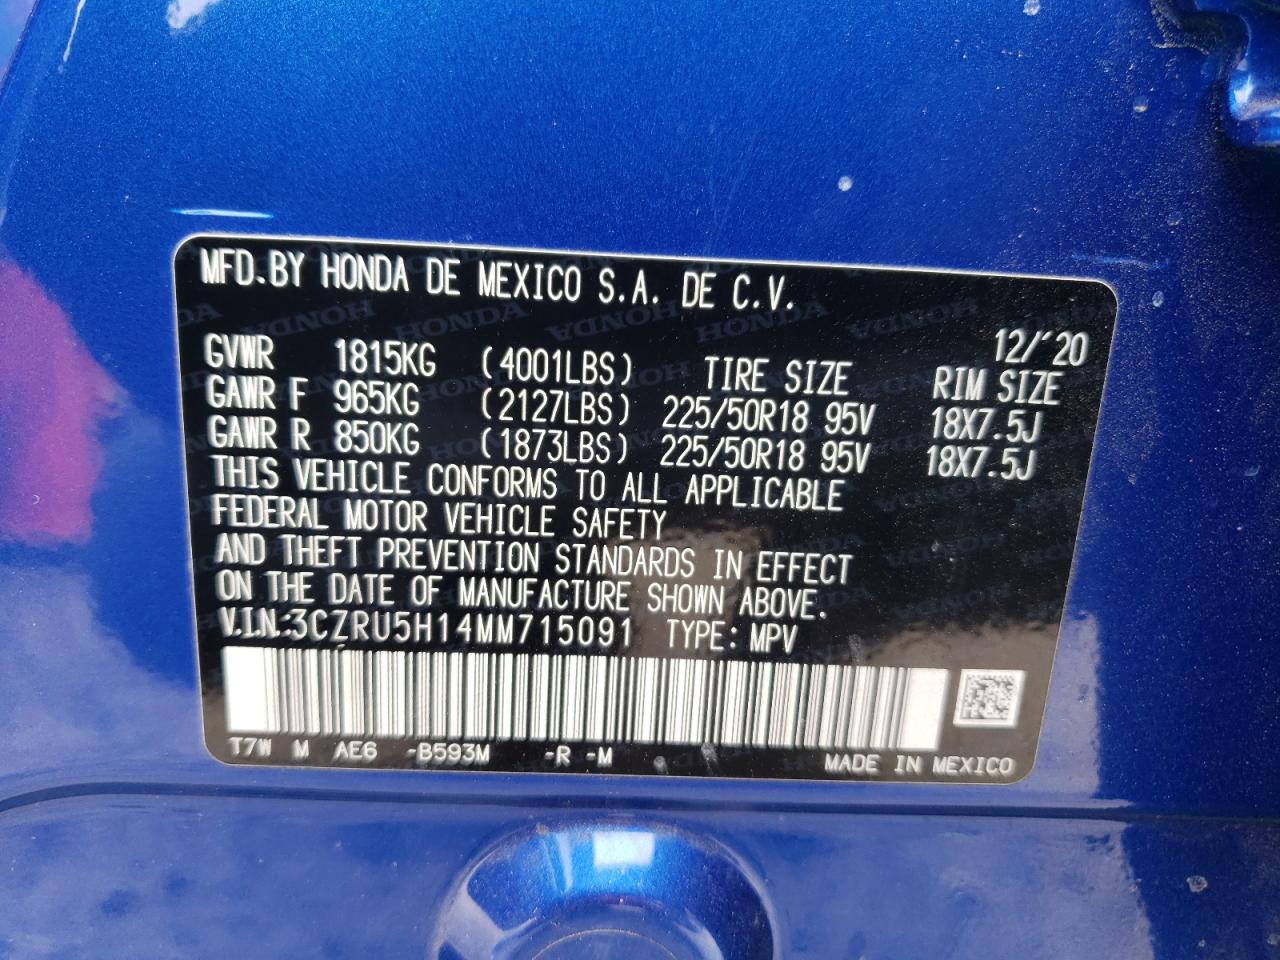 MFD.BY HONDA DE MEXICO S.A. DE C.V.
12/'20
GVWR 1815KG (4001LBS) TIRE SIZE RIM SIZE
GAWR F 965KG (2127LBS) 225/50R18 95V 18X7.5J
GAWR R 850KG (1873LBS) 225/50R18 95V 18X7.5J
THIS VEHICLE CONFORMS TO ALL APPLICABLE
FEDERAL MOTOR VEHICLE SAFETY
AND THEFT PREVENTION STANDARDS IN EFFECT
ON THE DATE OF MANUFACTURE SHOWN ABOVE.
V.I.N.:3CZRU5H14MM715091 TYPE: MPV
T7W M AE6 -B593M -R -M
MADE IN MEXICO